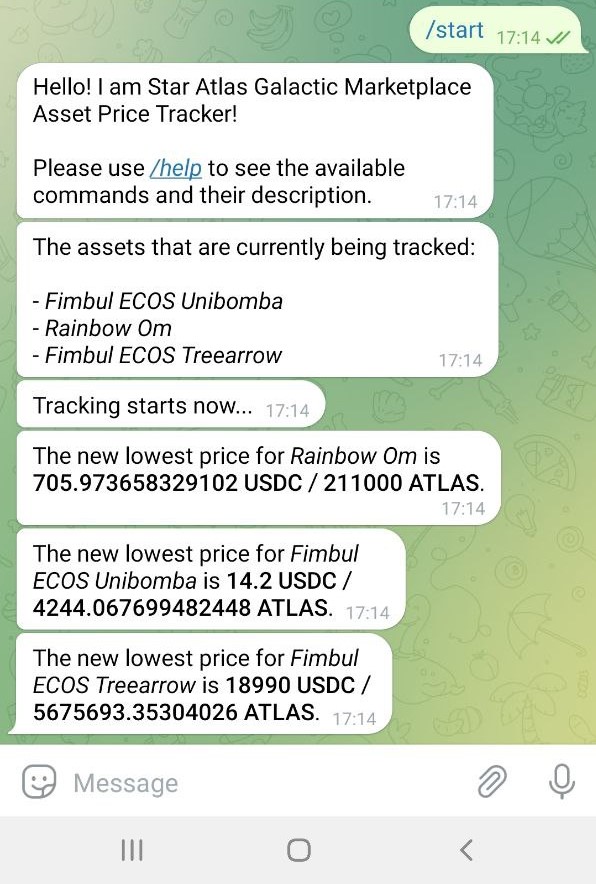 /start 17:14
Hello! I am Star Atlas Galactic Marketplace
Asset Price Tracker!
Please use /help to see the available
commands and their description. 17:14
The assets that are currently being tracked:
- Fimbul ECOS Unibomba
- Rainbow Om
- Fimbul ECOS Treearrow 17:14
Tracking starts now... 17:14
The new lowest price for Rainbow Om is
705.973658329102 USDC / 211000 ATLAS.
17:14
The new lowest price for Fimbul
ECOS Unibomba is 14.2 USDC /
4244.067699482448 ATLAS. 17:14
The new lowest price for Fimbul
ECOS Treearrow is 18990 USDC /
5675693.35304026 ATLAS. 17:14
Message